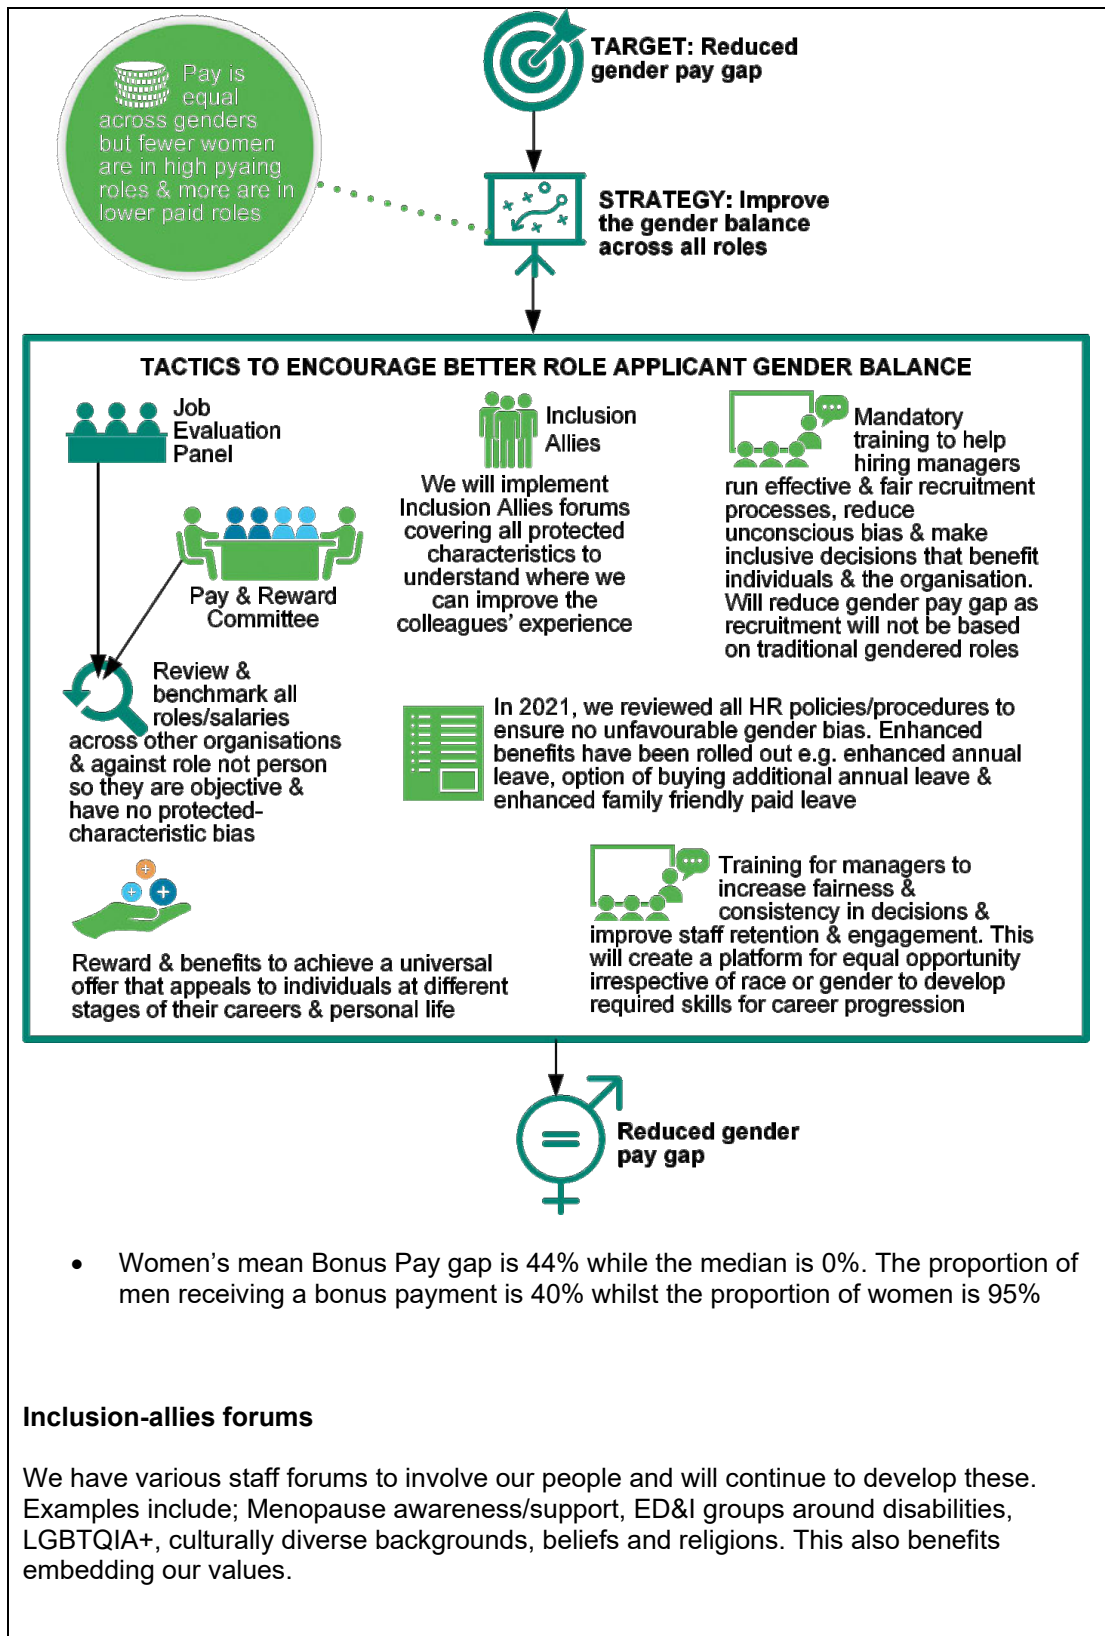 Pay is
equal
across genders
but fewer women
are in high pyaing
roles & more are in
lower paid roles
TARGET: Reduced
gender pay gap
STRATEGY: Improve
the gender balance
across all roles
TACTICS TO ENCOURAGE BETTER ROLE APPLICANT GENDER BALANCE
Job
Evaluation
Panel
Pay & Reward
Committee
Review &
benchmark all
roles/salaries
across other organisations
& against role not person
so they are objective &
have no protected-
characteristic bias
Inclusion
Allies
We will implement
Inclusion Allies forums
covering all protected
characteristics to
understand where we
can improve the
colleagues’ experience
Mandatory
training to help
hiring managers
run effective & fair recruitment
processes, reduce
unconscious bias & make
inclusive decisions that benefit
individuals & the organisation.
Will reduce gender pay gap as
recruitment will not be based
on traditional gendered roles
In 2021, we reviewed all HR policies/procedures to
ensure no unfavourable gender bias. Enhanced
benefits have been rolled out e.g. enhanced annual
leave, option of buying additional annual leave &
enhanced family friendly paid leave
Reward & benefits to achieve a universal
offer that appeals to individuals at different
stages of their careers & personal life
Training for managers to
increase fairness &
consistency in decisions &
improve staff retention & engagement. This
will create a platform for equal opportunity
irrespective of race or gender to develop
required skills for career progression
Reduced gender
pay gap
• Women’s mean Bonus Pay gap is 44% while the median is 0%. The proportion of
men receiving a bonus payment is 40% whilst the proportion of women is 95%
Inclusion-allies forums
We have various staff forums to involve our people and will continue to develop these.
Examples include; Menopause awareness/support, ED&I groups around disabilities,
LGBTQIA+, culturally diverse backgrounds, beliefs and religions. This also benefits
embedding our values.